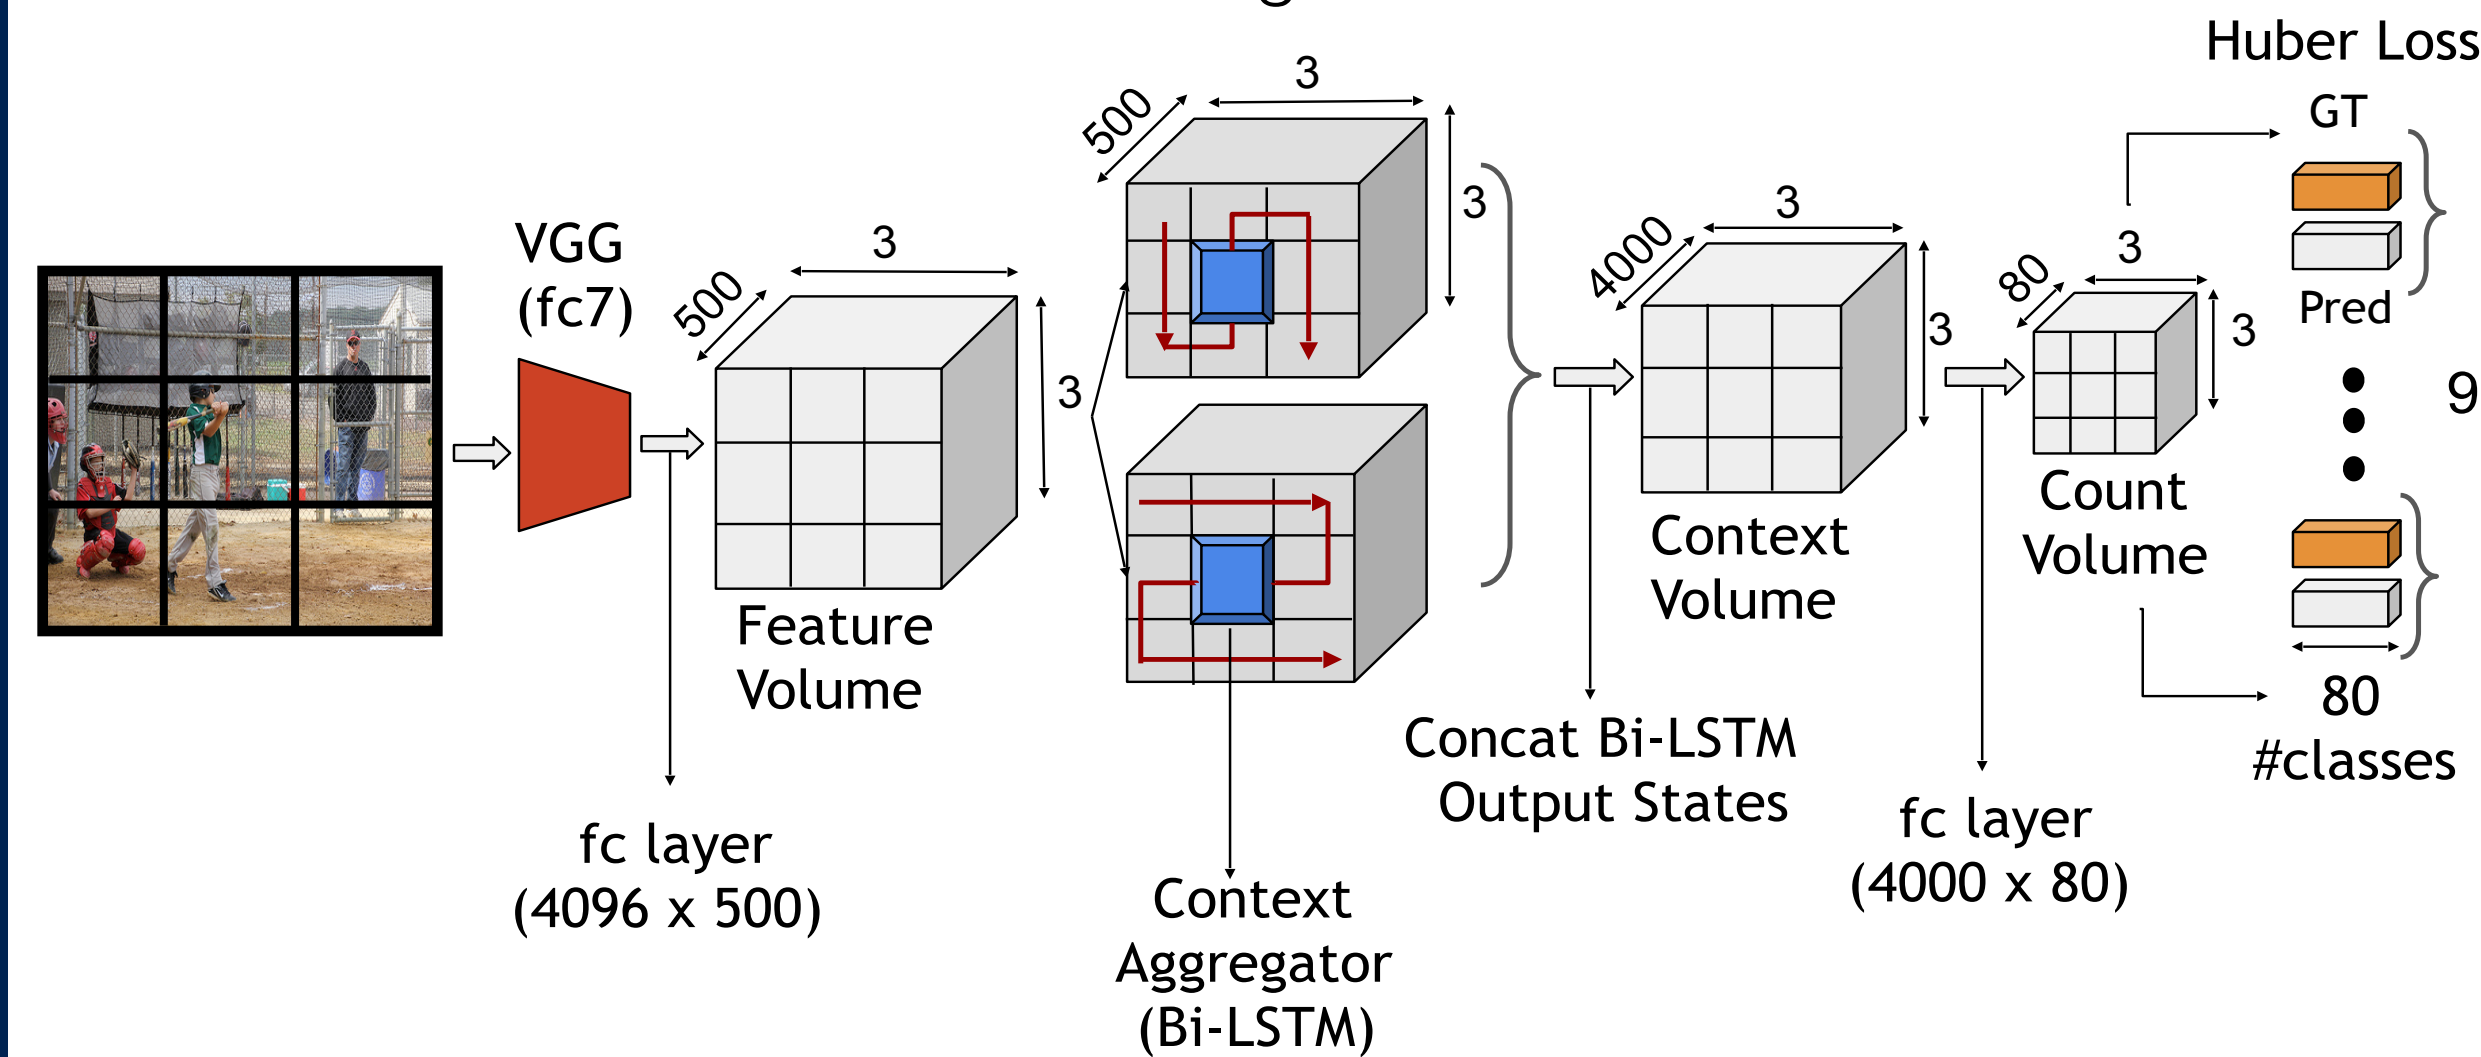 Huber Loss
GT
Pred
9
80
#classes
VGG
(fc7)
500
3
3
Feature
Volume
fc layer
(4096 x 500)
500
3
3
Context
Aggregator
(Bi-LSTM)
Concat Bi-LSTM
Output States
4000
3
3
Context
Volume
fc layer
(4000 x 80)
80
3
3
Count
Volume